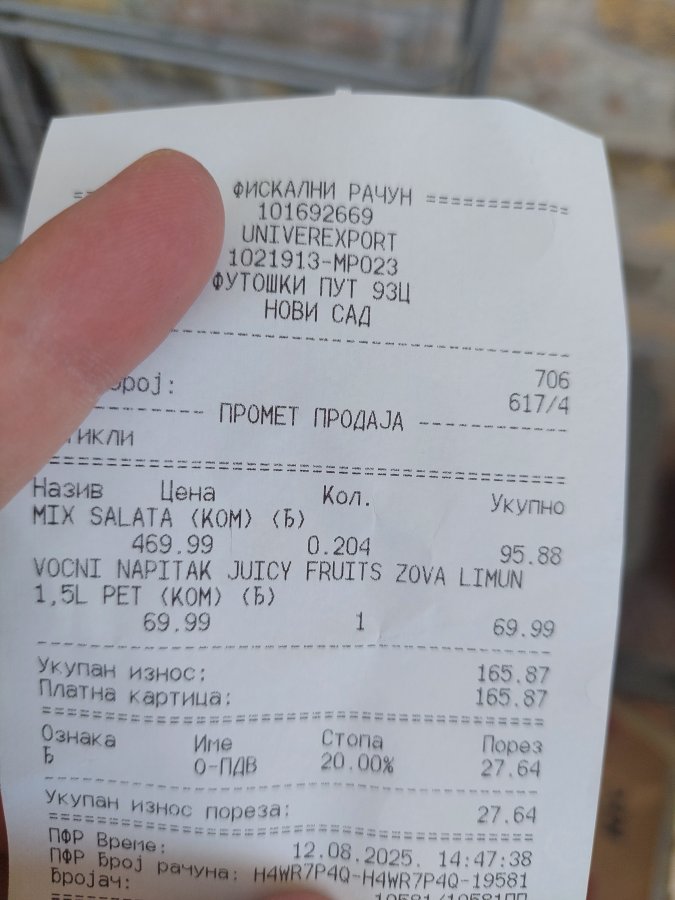 ============ ФИСКАЛНИ РАЧУН ============
101692669
UNIVEREXPORT
1021913-MP023
ФУТОШКИ ПУТ 93Ц
НОВИ САД
706
број: 617/4
ПРОМЕТ ПРОДАЈА
Назив Цена Кол. Укупно
MIX SALATA (KOM) (Ђ)
469.99 0.204 95.88
VOCNI NAPITAK JUICY FRUITS ZOVA LIMUN
1,5L PET (KOM) (Ђ)
69.99 1 69.99
Укупан износ: 165.87
Платна картица: 165.87
Ознака Име Стопа Порез
Ђ О-ПДВ 20.00% 27.64
Укупан износ пореза: 27.64
ПФР Време: 12.08.2025. 14:47:38
ПФР број рачуна: H4WR7P4Q-H4WR7P4Q-19581
Бројач: